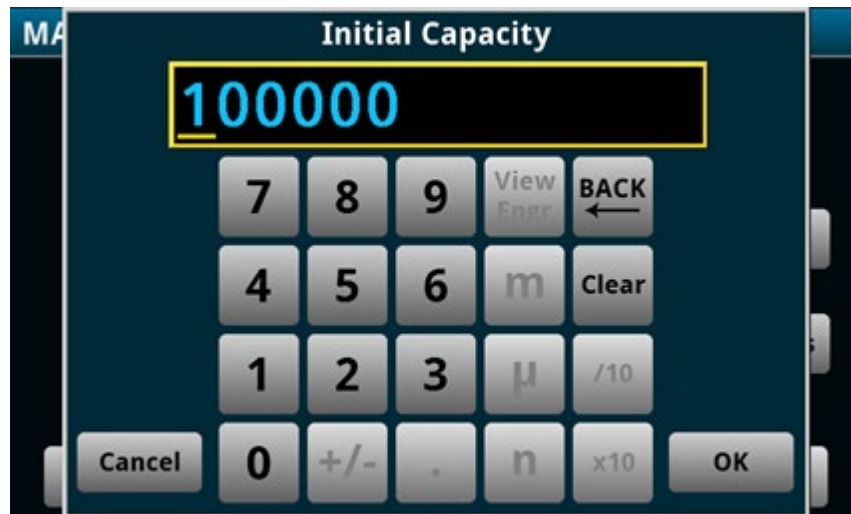 MA
Initial Capacity
100000
7 8 9 View Engr BACK
4 5 6 m Clear
1 2 3 µ /10
s
Cancel 0 +/- . n x10 OK